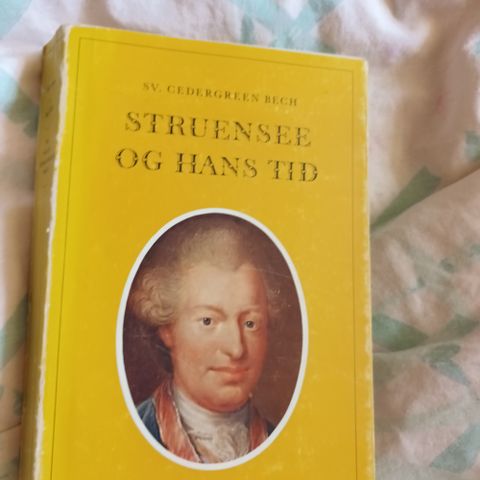 SV. CEDERGREEN BECH
STRUENSEE
OG HANS TID